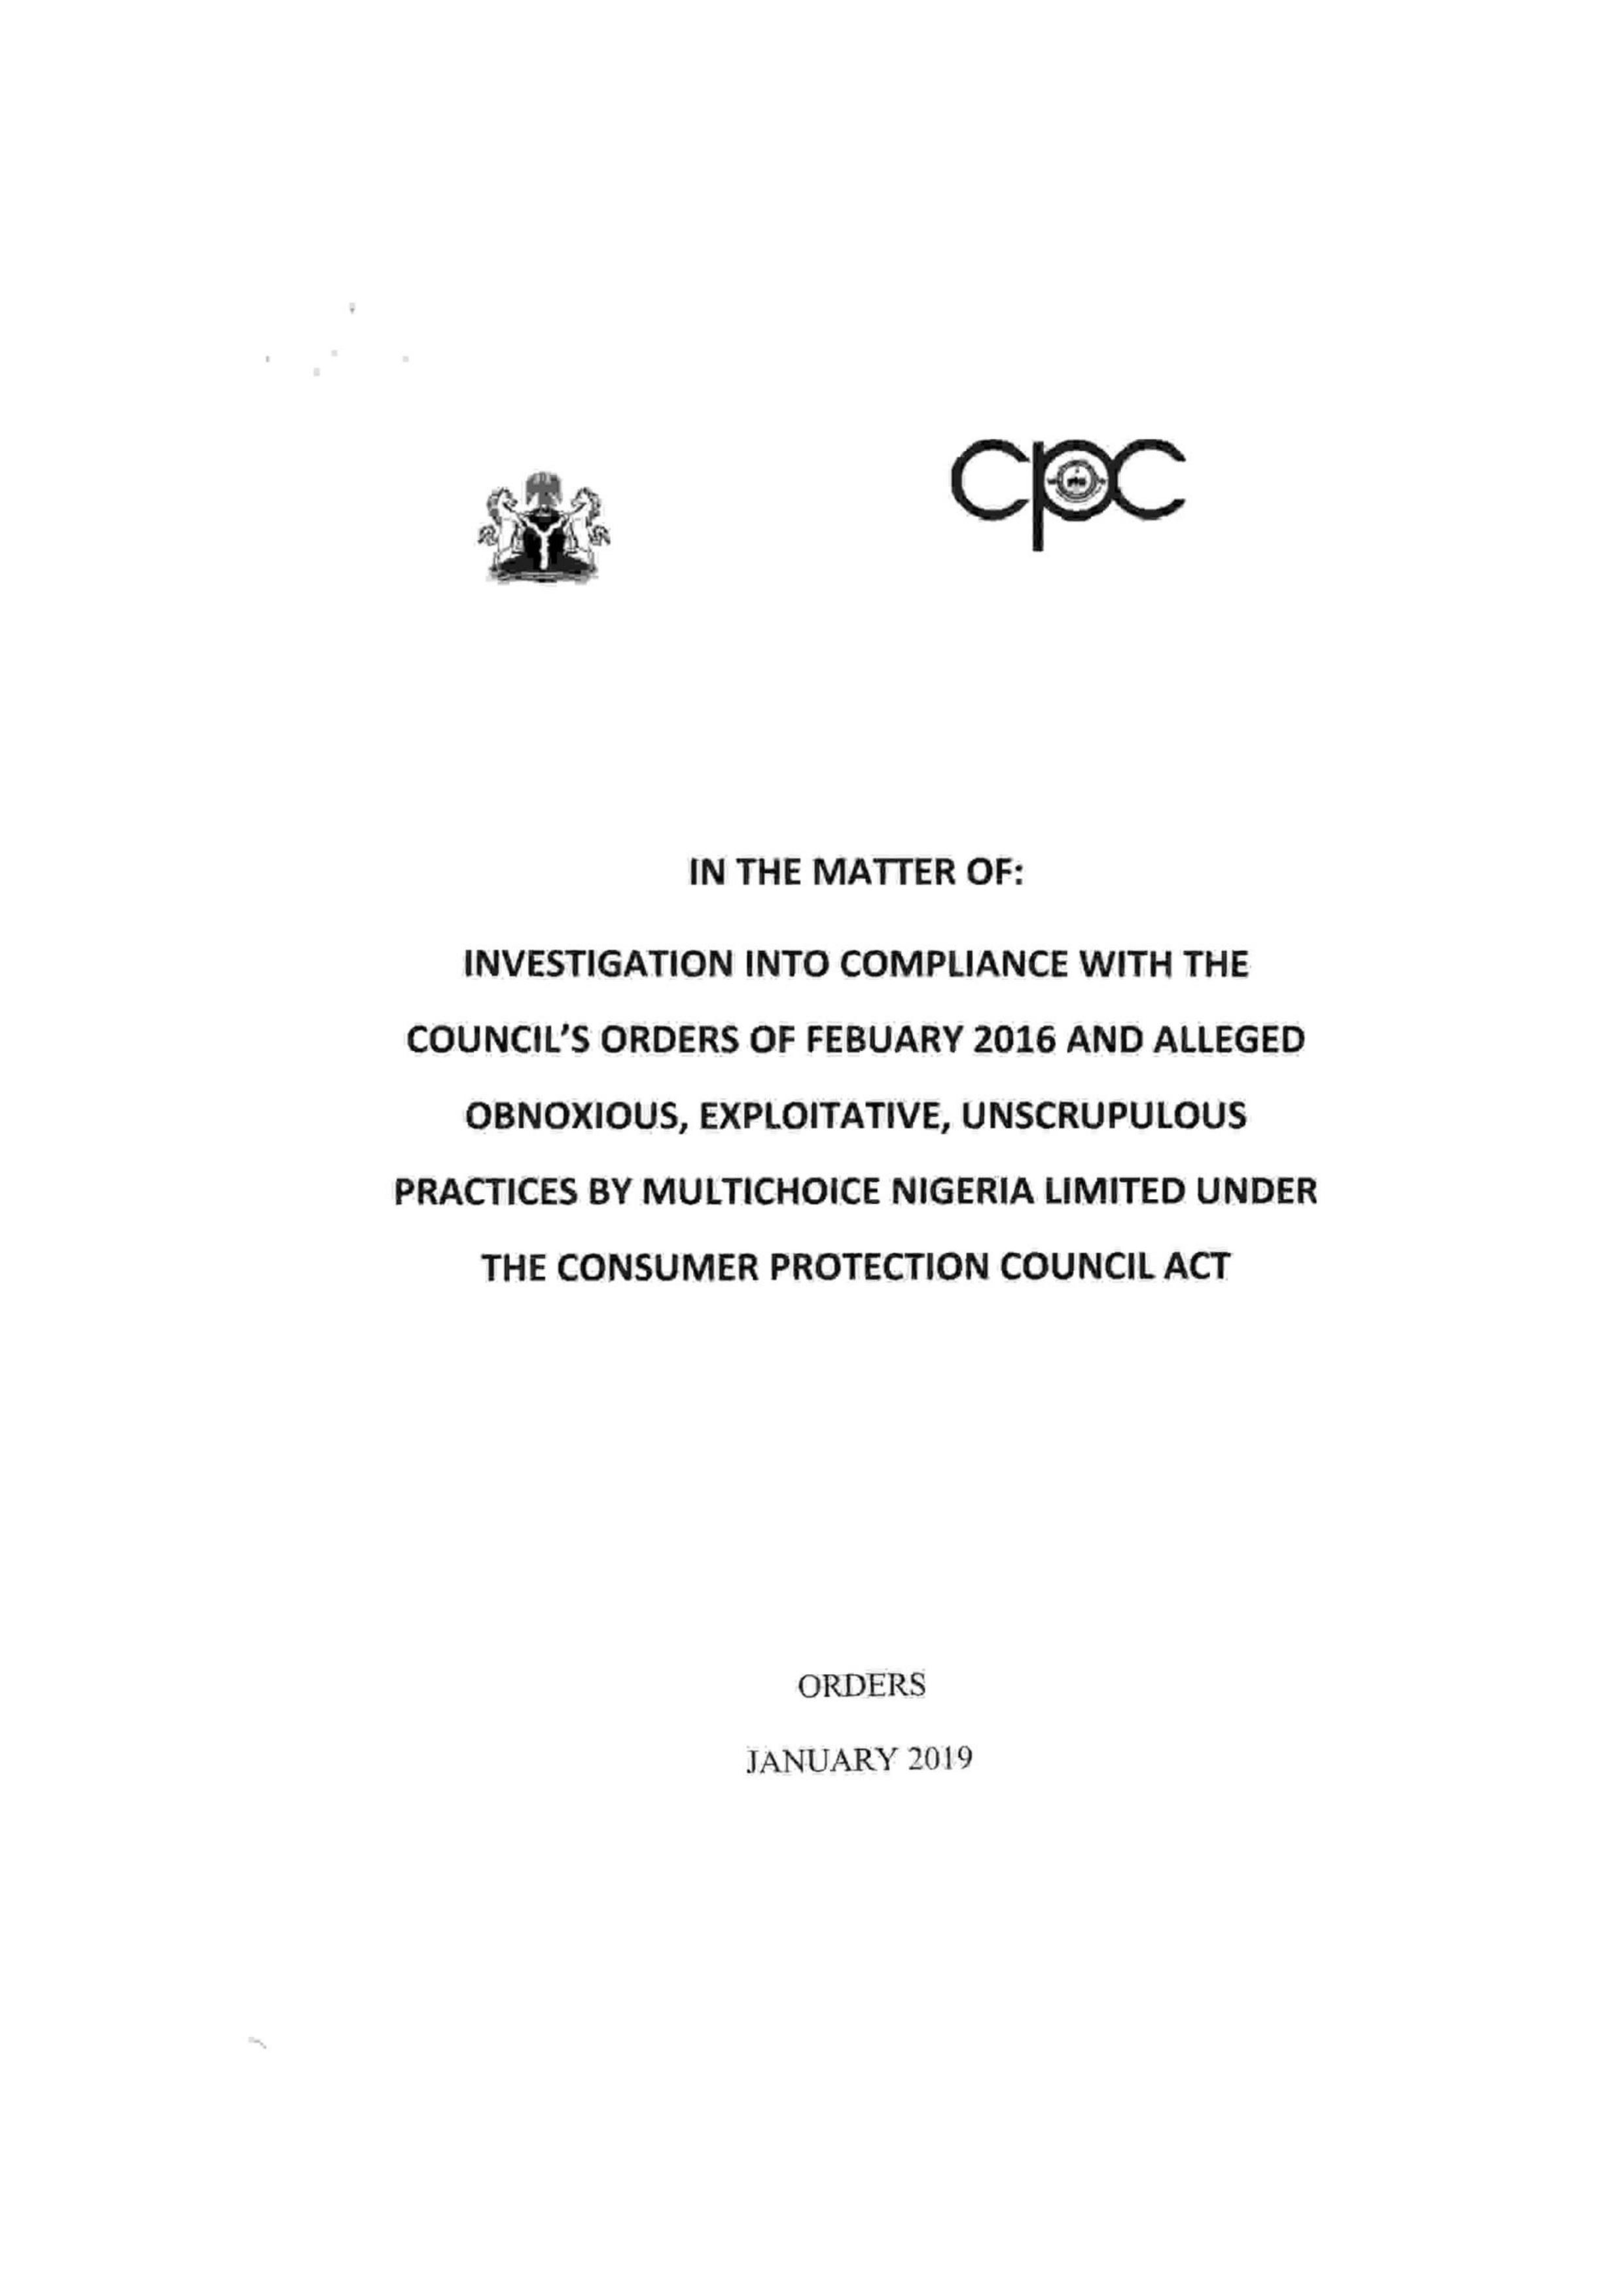 cpc
IN THE MATTER OF:
INVESTIGATION INTO COMPLIANCE WITH THE
COUNCIL'S ORDERS OF FEBUARY 2016 AND ALLEGED
OBNOXIOUS, EXPLOITATIVE, UNSCRUPULOUS
PRACTICES BY MULTICHOICE NIGERIA LIMITED UNDER
THE CONSUMER PROTECTION COUNCIL ACT
ORDERS
JANUARY 2019